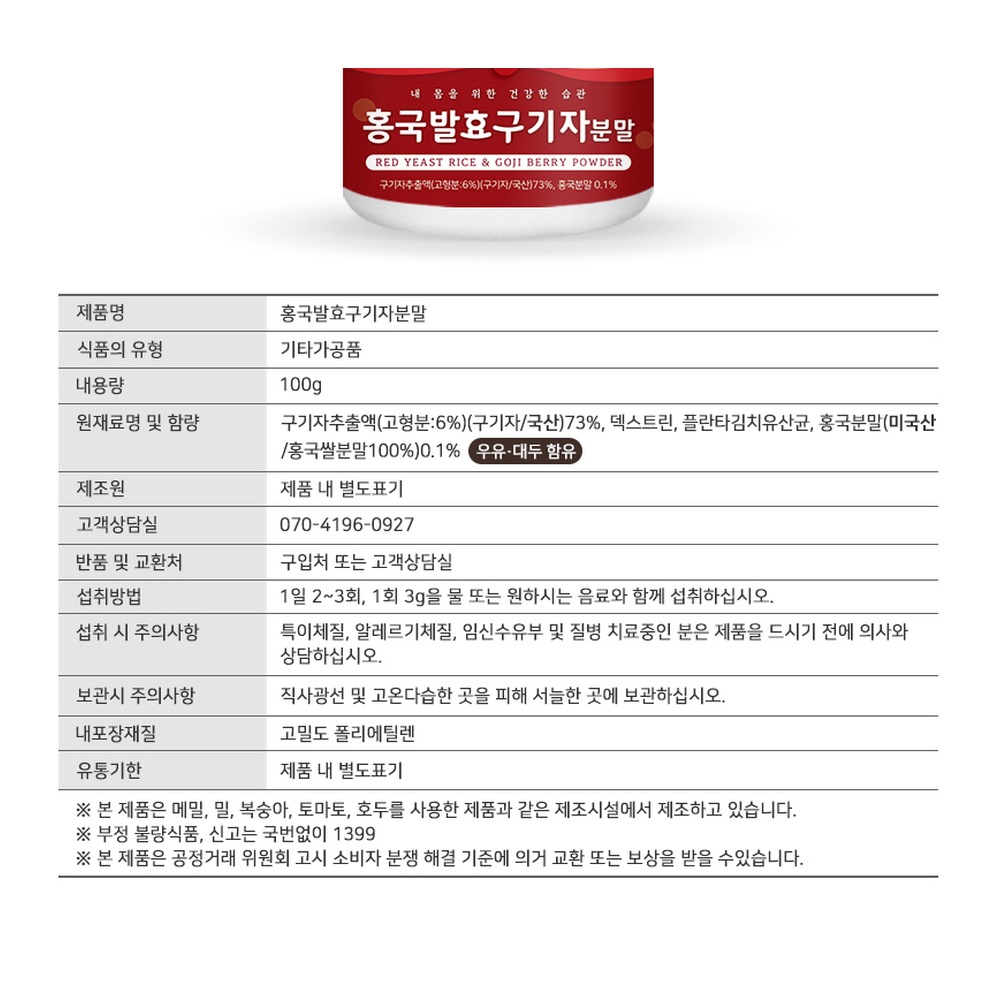 내 몸을 위한 건강한 습관
홍국발효구기자분말
RED YEAST RICE & GOJI BERRY POWDER
구기자추출액(고형분:6%)(구기자/국산)73%, 홍국분말 0.1%
제품명 홍국발효구기자분말
식품의 유형 기타가공품
내용량 100g
원재료명 및 함량 구기자추출액(고형분:6%)(구기자/국산)73%, 덱스트린, 플란타김치유산균, 홍국분말(미국산
/홍국쌀분말100%)0.1% 우유·대두 함유
제조원 제품 내 별도표기
고객상담실 070-4196-0927
반품 및 교환처 구입처 또는 고객상담실
섭취방법 1일 2~3회, 1회 3g을 물 또는 원하시는 음료와 함께 섭취하십시오.
섭취 시 주의사항 특이체질, 알레르기체질, 임신수유부 및 질병 치료중인 분은 제품을 드시기 전에 의사와
상담하십시오.
보관시 주의사항 직사광선 및 고온다습한 곳을 피해 서늘한 곳에 보관하십시오.
내포장재질 고밀도 폴리에틸렌
유통기한 제품 내 별도표기
※ 본 제품은 메밀, 밀, 복숭아, 토마토, 호두를 사용한 제품과 같은 제조시설에서 제조하고 있습니다.
※ 부정 불량식품, 신고는 국번없이 1399
※ 본 제품은 공정거래 위원회 고시 소비자 분쟁 해결 기준에 의거 교환 또는 보상을 받을 수있습니다.